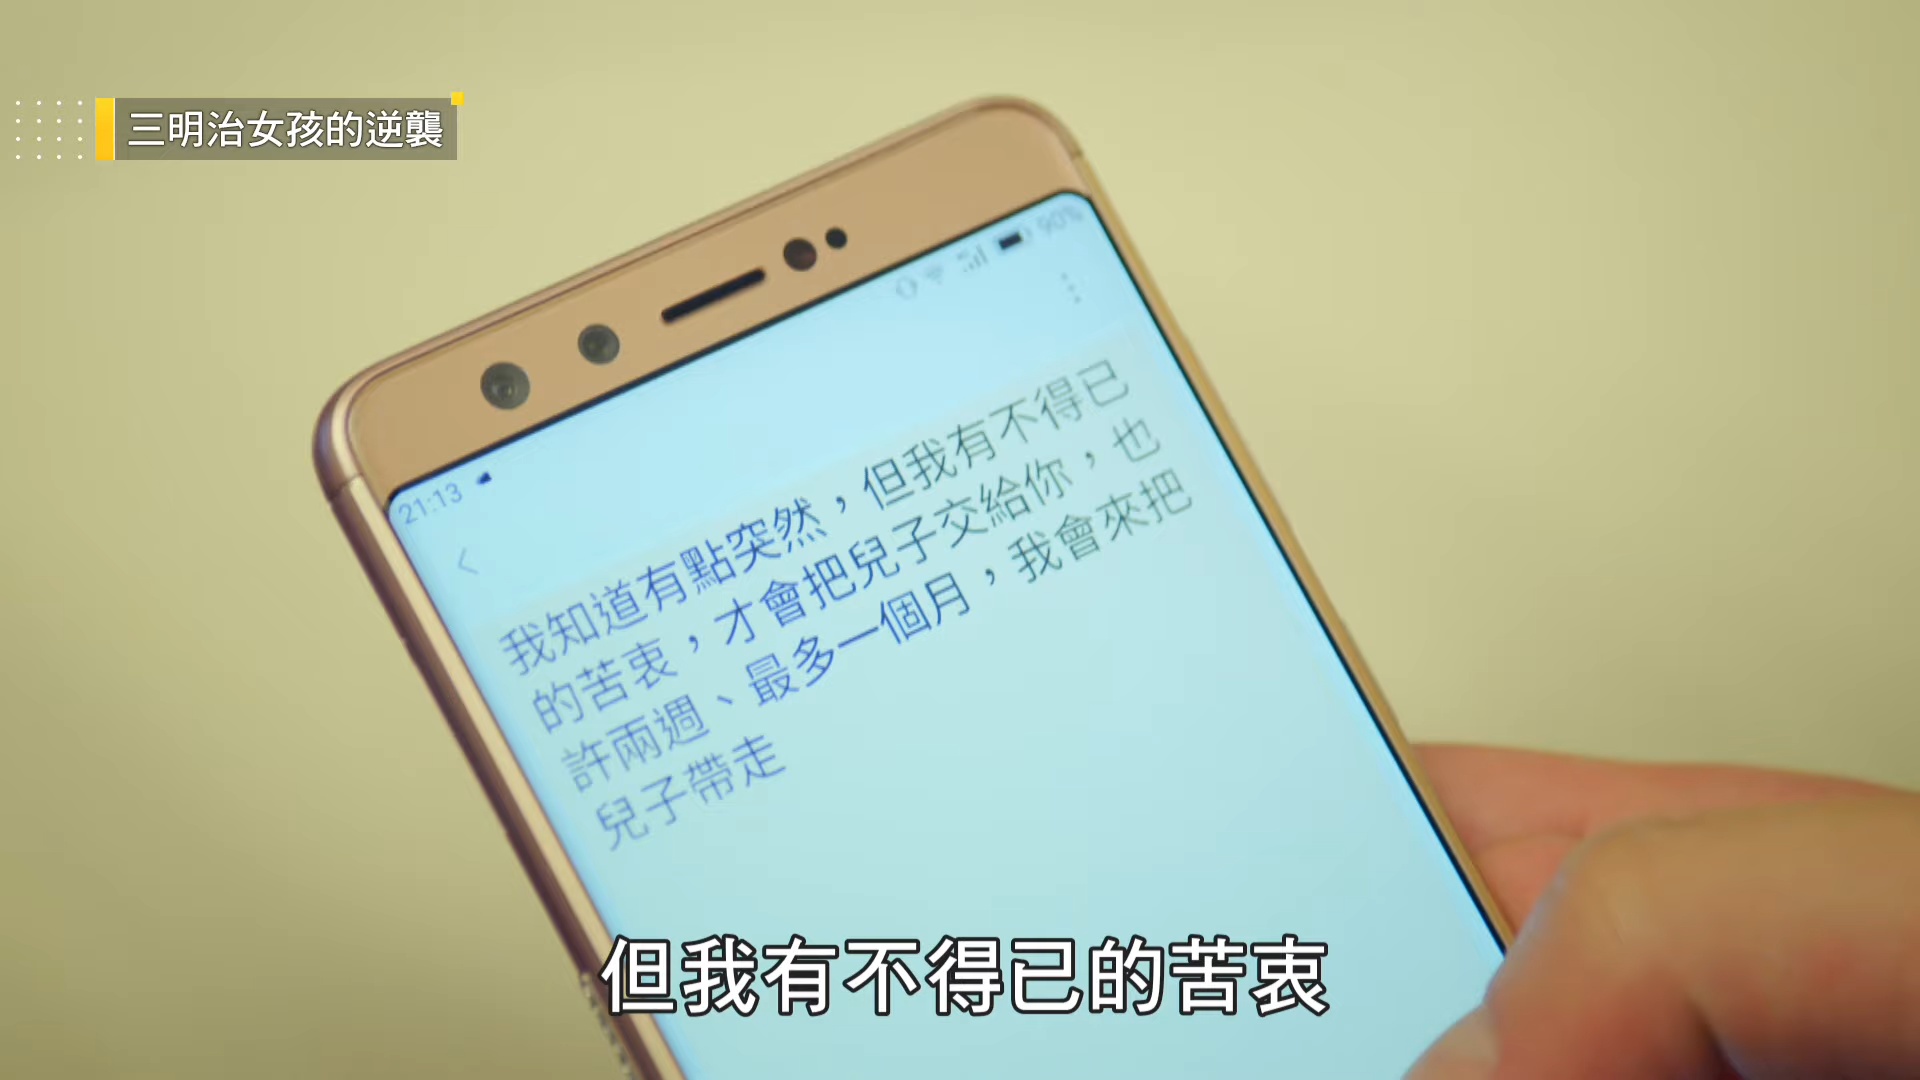 三明治女孩的逆襲
90%
21:13
我知道有點突然，但我有不得已
的苦衷，才會把兒子交給你，也
許兩週、最多一個月，我會來把
兒子帶走
但我有不得已的苦衷